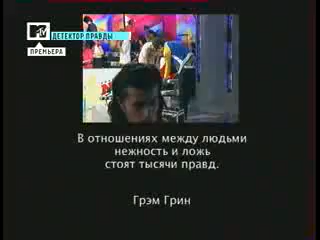 MTV
ДЕТЕКТОР ПРАВДЫ
ПРЕМЬЕРА
В ОТНОШЕНИЯХ МЕЖДУ ЛЮДЬМИ
НЕЖНОСТЬ И ЛОЖЬ
СТОЯТ ТЫСЯЧИ ПРАВД.
ГРЭМ ГРИН